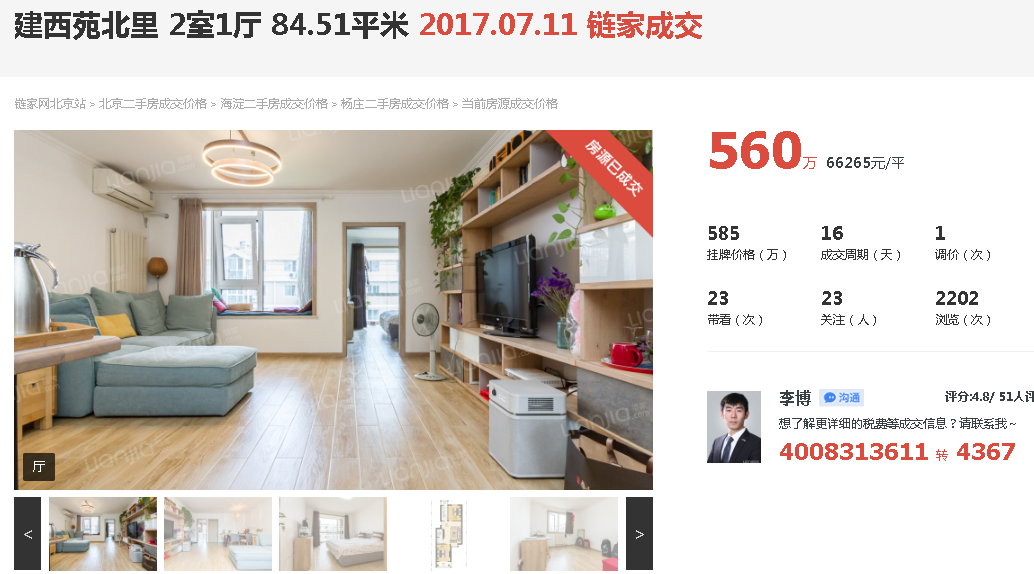 建西苑北里 2室1厅 84.51平米 2017.07.11 链家成交
链家网北京站 > 北京二手房成交价格 > 海淀二手房成交价格 > 杨庄二手房成交价格 > 当前房源成交价格
房源已成交
Lianjia
Lianjia
Lianjia
Lianjia
Lianjia
Lianjia
Lianjia
厅
<
>
560万 66265元/平
585 16 1
挂牌价格（万） 成交周期（天） 调价（次）
23 23 2202
带看（次） 关注（人） 浏览（次）
李博 沟通 评分:4.8/ 51人评
想了解更详细的税费等成交信息？请联系我~
4008313611 转 4367